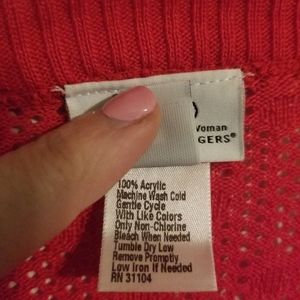 Woman
GERS®
100% Acrylic
Machine Wash Cold
Gentle Cycle
With Like Colors
Only Non-Chlorine
Bleach When Needed
Tumble Dry Low
Remove Promptly
Low Iron if Needed
RN 31104